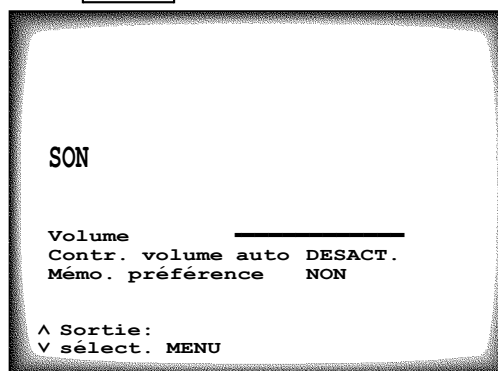 SON
Volume
Contr. volume auto DESACT.
Mémo. préférence NON
∧ Sortie:
∨ sélect. MENU